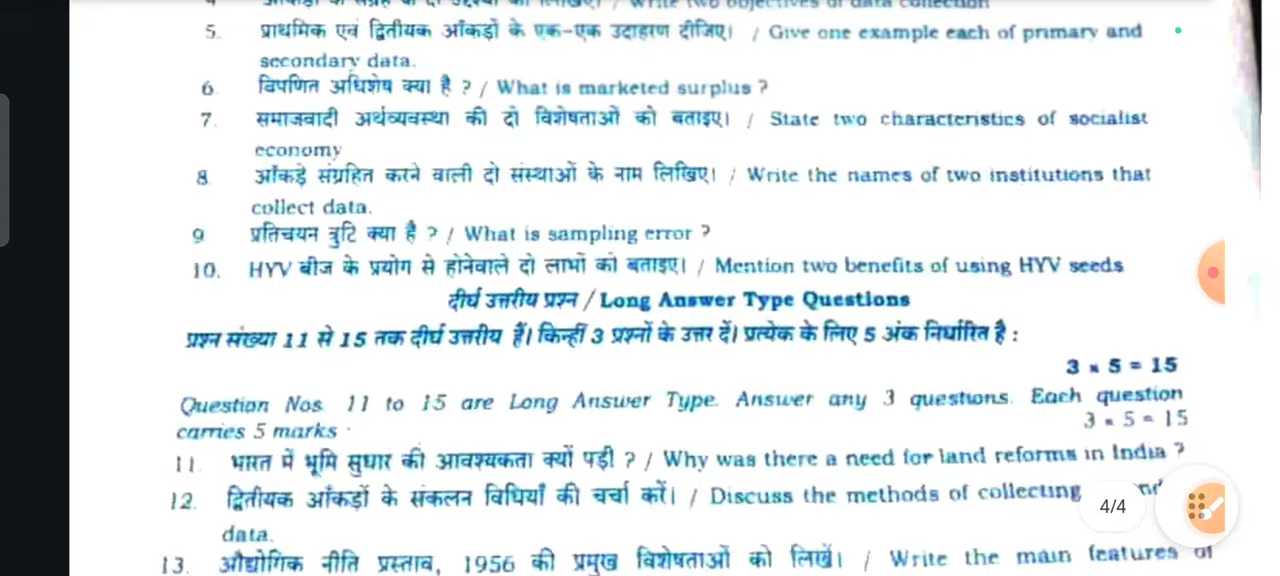 5. प्राथमिक एवं द्वितीयक आँकड़ों के एक-एक उदाहरण दीजिए। / Give one example each of primary and
secondary data.
6. विपणित अधिशेष क्या है ? / What is marketed surplus ?
7. समाजवादी अर्थव्यवस्था की दो विशेषताओं को बताइए। / State two characteristics of socialist
economy
8. आँकड़े संग्रहित करने वाली दो संस्थाओं के नाम लिखिए। / Write the names of two institutions that
collect data.
9 प्रतिचयन त्रुटि क्या है ? / What is sampling error ?
10. HYV बीज के प्रयोग से होनेवाले दो लाभों को बताइए। / Mention two benefits of using HYV seeds
दीर्घ उत्तरीय प्रश्न / Long Answer Type Questions
प्रश्न संख्या 11 से 15 तक दीर्घ उत्तरीय हैं। किन्हीं 3 प्रश्नों के उत्तर दें। प्रत्येक के लिए 5 अंक निर्धारित है :
3 × 5 = 15
Question Nos. 11 to 15 are Long Answer Type. Answer any 3 questions. Each question
carries 5 marks :
3 × 5 = 15
11. भारत में भूमि सुधार की आवश्यकता क्यों पड़ी ? / Why was there a need for land reforms in India ?
12. द्वितीयक आँकड़ों के संकलन विधियाँ की चर्चा करें। / Discuss the methods of collecting
data.
4/4
13. औद्योगिक नीति प्रस्ताव, 1956 की प्रमुख विशेषताओं को लिखें। / Write the main features of